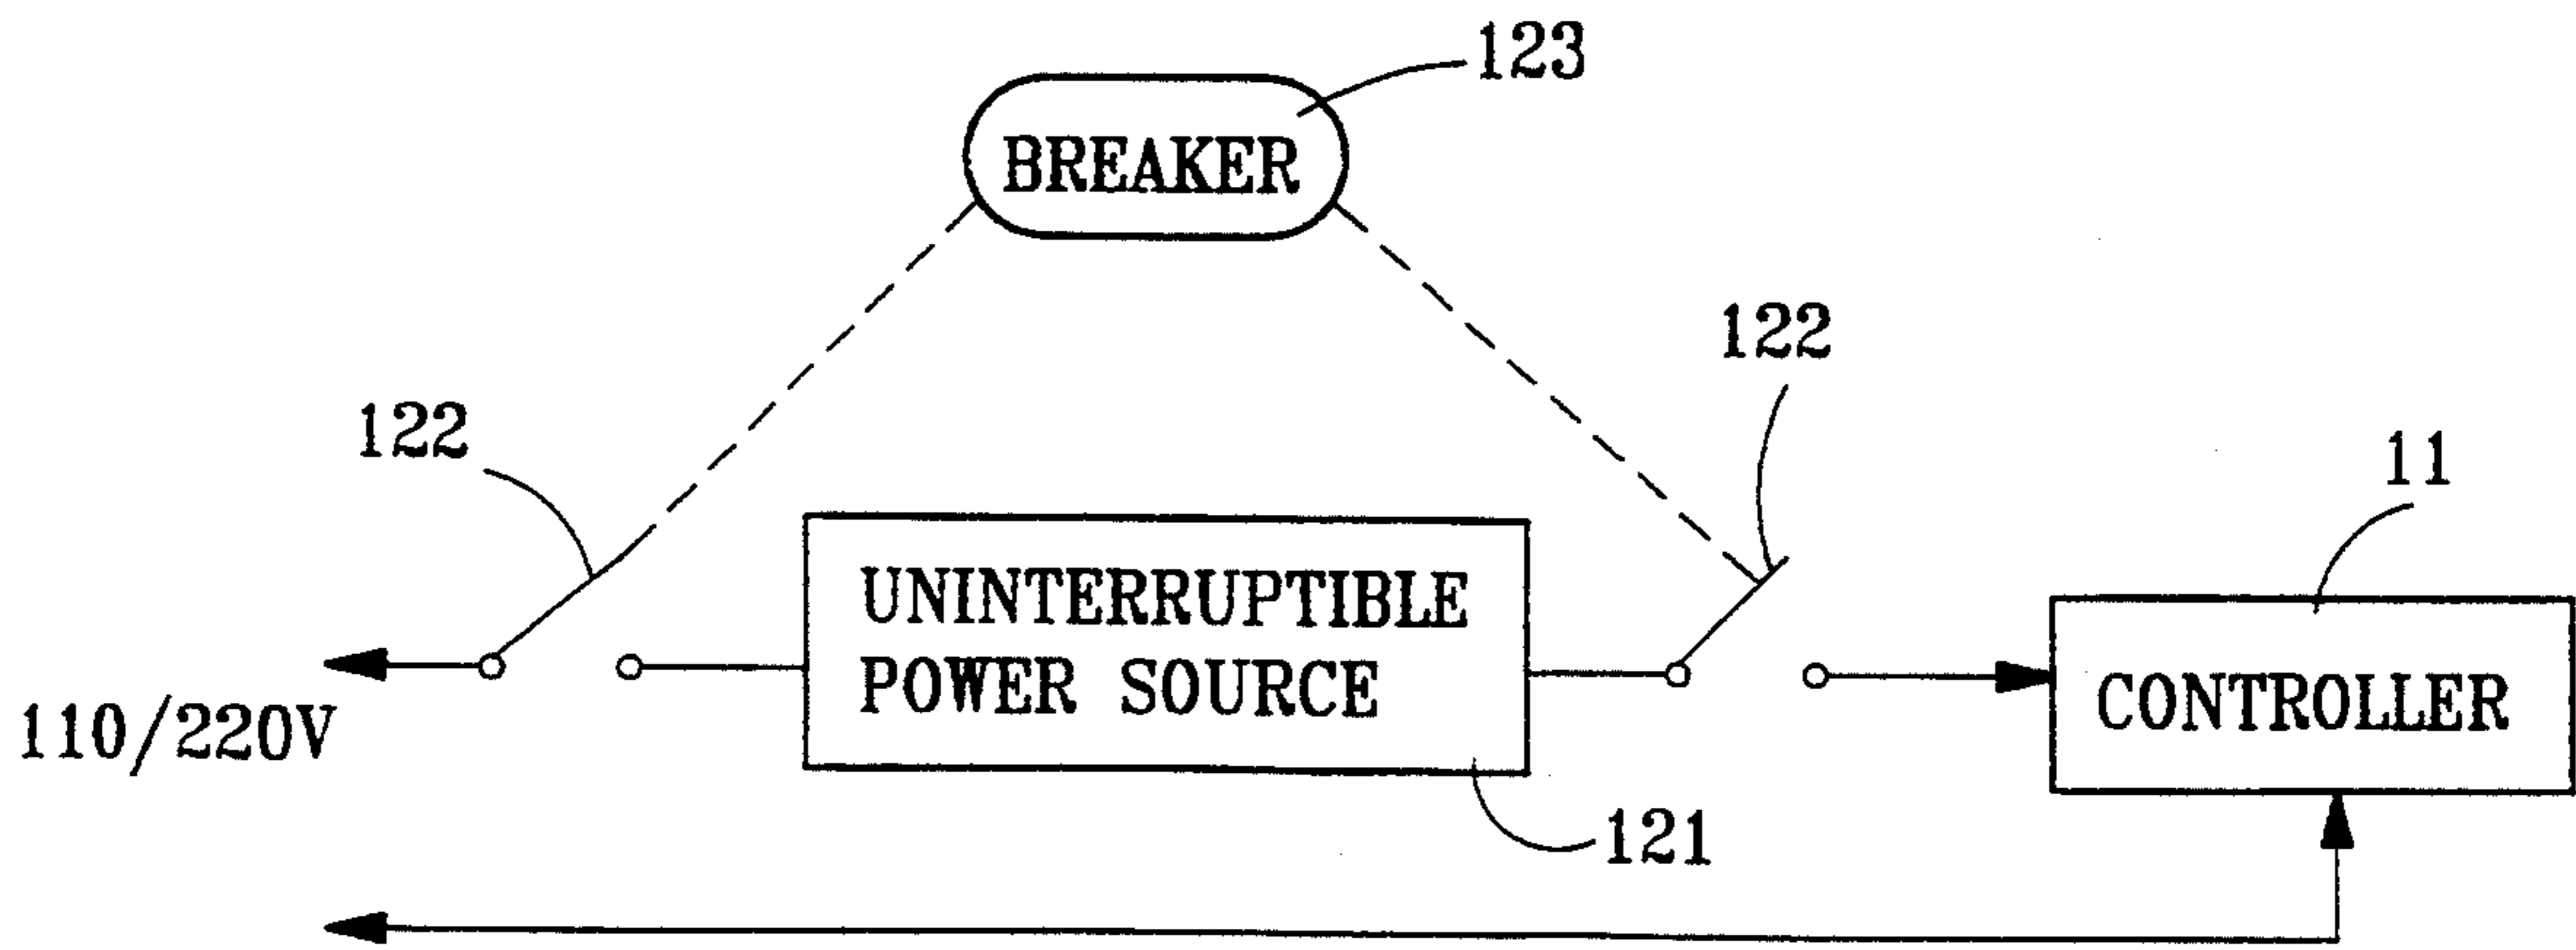 123
BREAKER
122
122
11
UNINTERRUPTIBLE
POWER SOURCE
CONTROLLER
110/220V
121